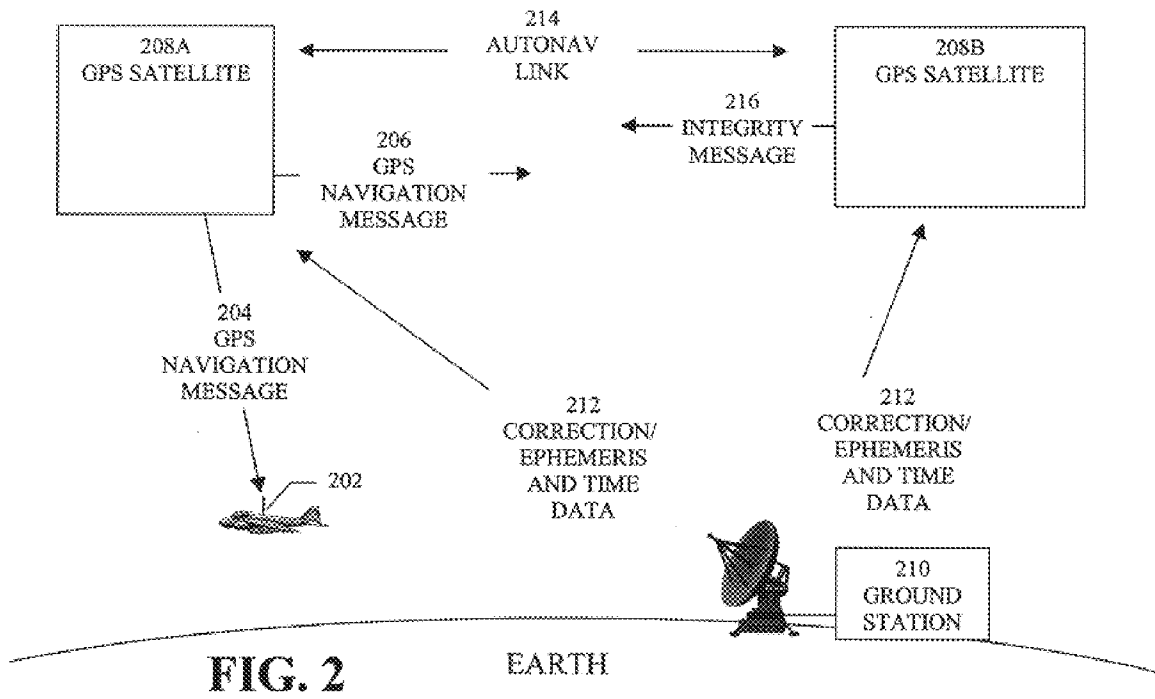 208A
GPS SATELLITE
214
AUTONAV
LINK
208B
GPS SATELLITE
216
INTEGRITY
MESSAGE
206
GPS
NAVIGATION
MESSAGE
204
GPS
NAVIGATION
MESSAGE
202
212
CORRECTION/
EPHEMERIS
AND TIME
DATA
212
CORRECTION/
EPHEMERIS
AND TIME
DATA
210
GROUND
STATION
EARTH
FIG. 2